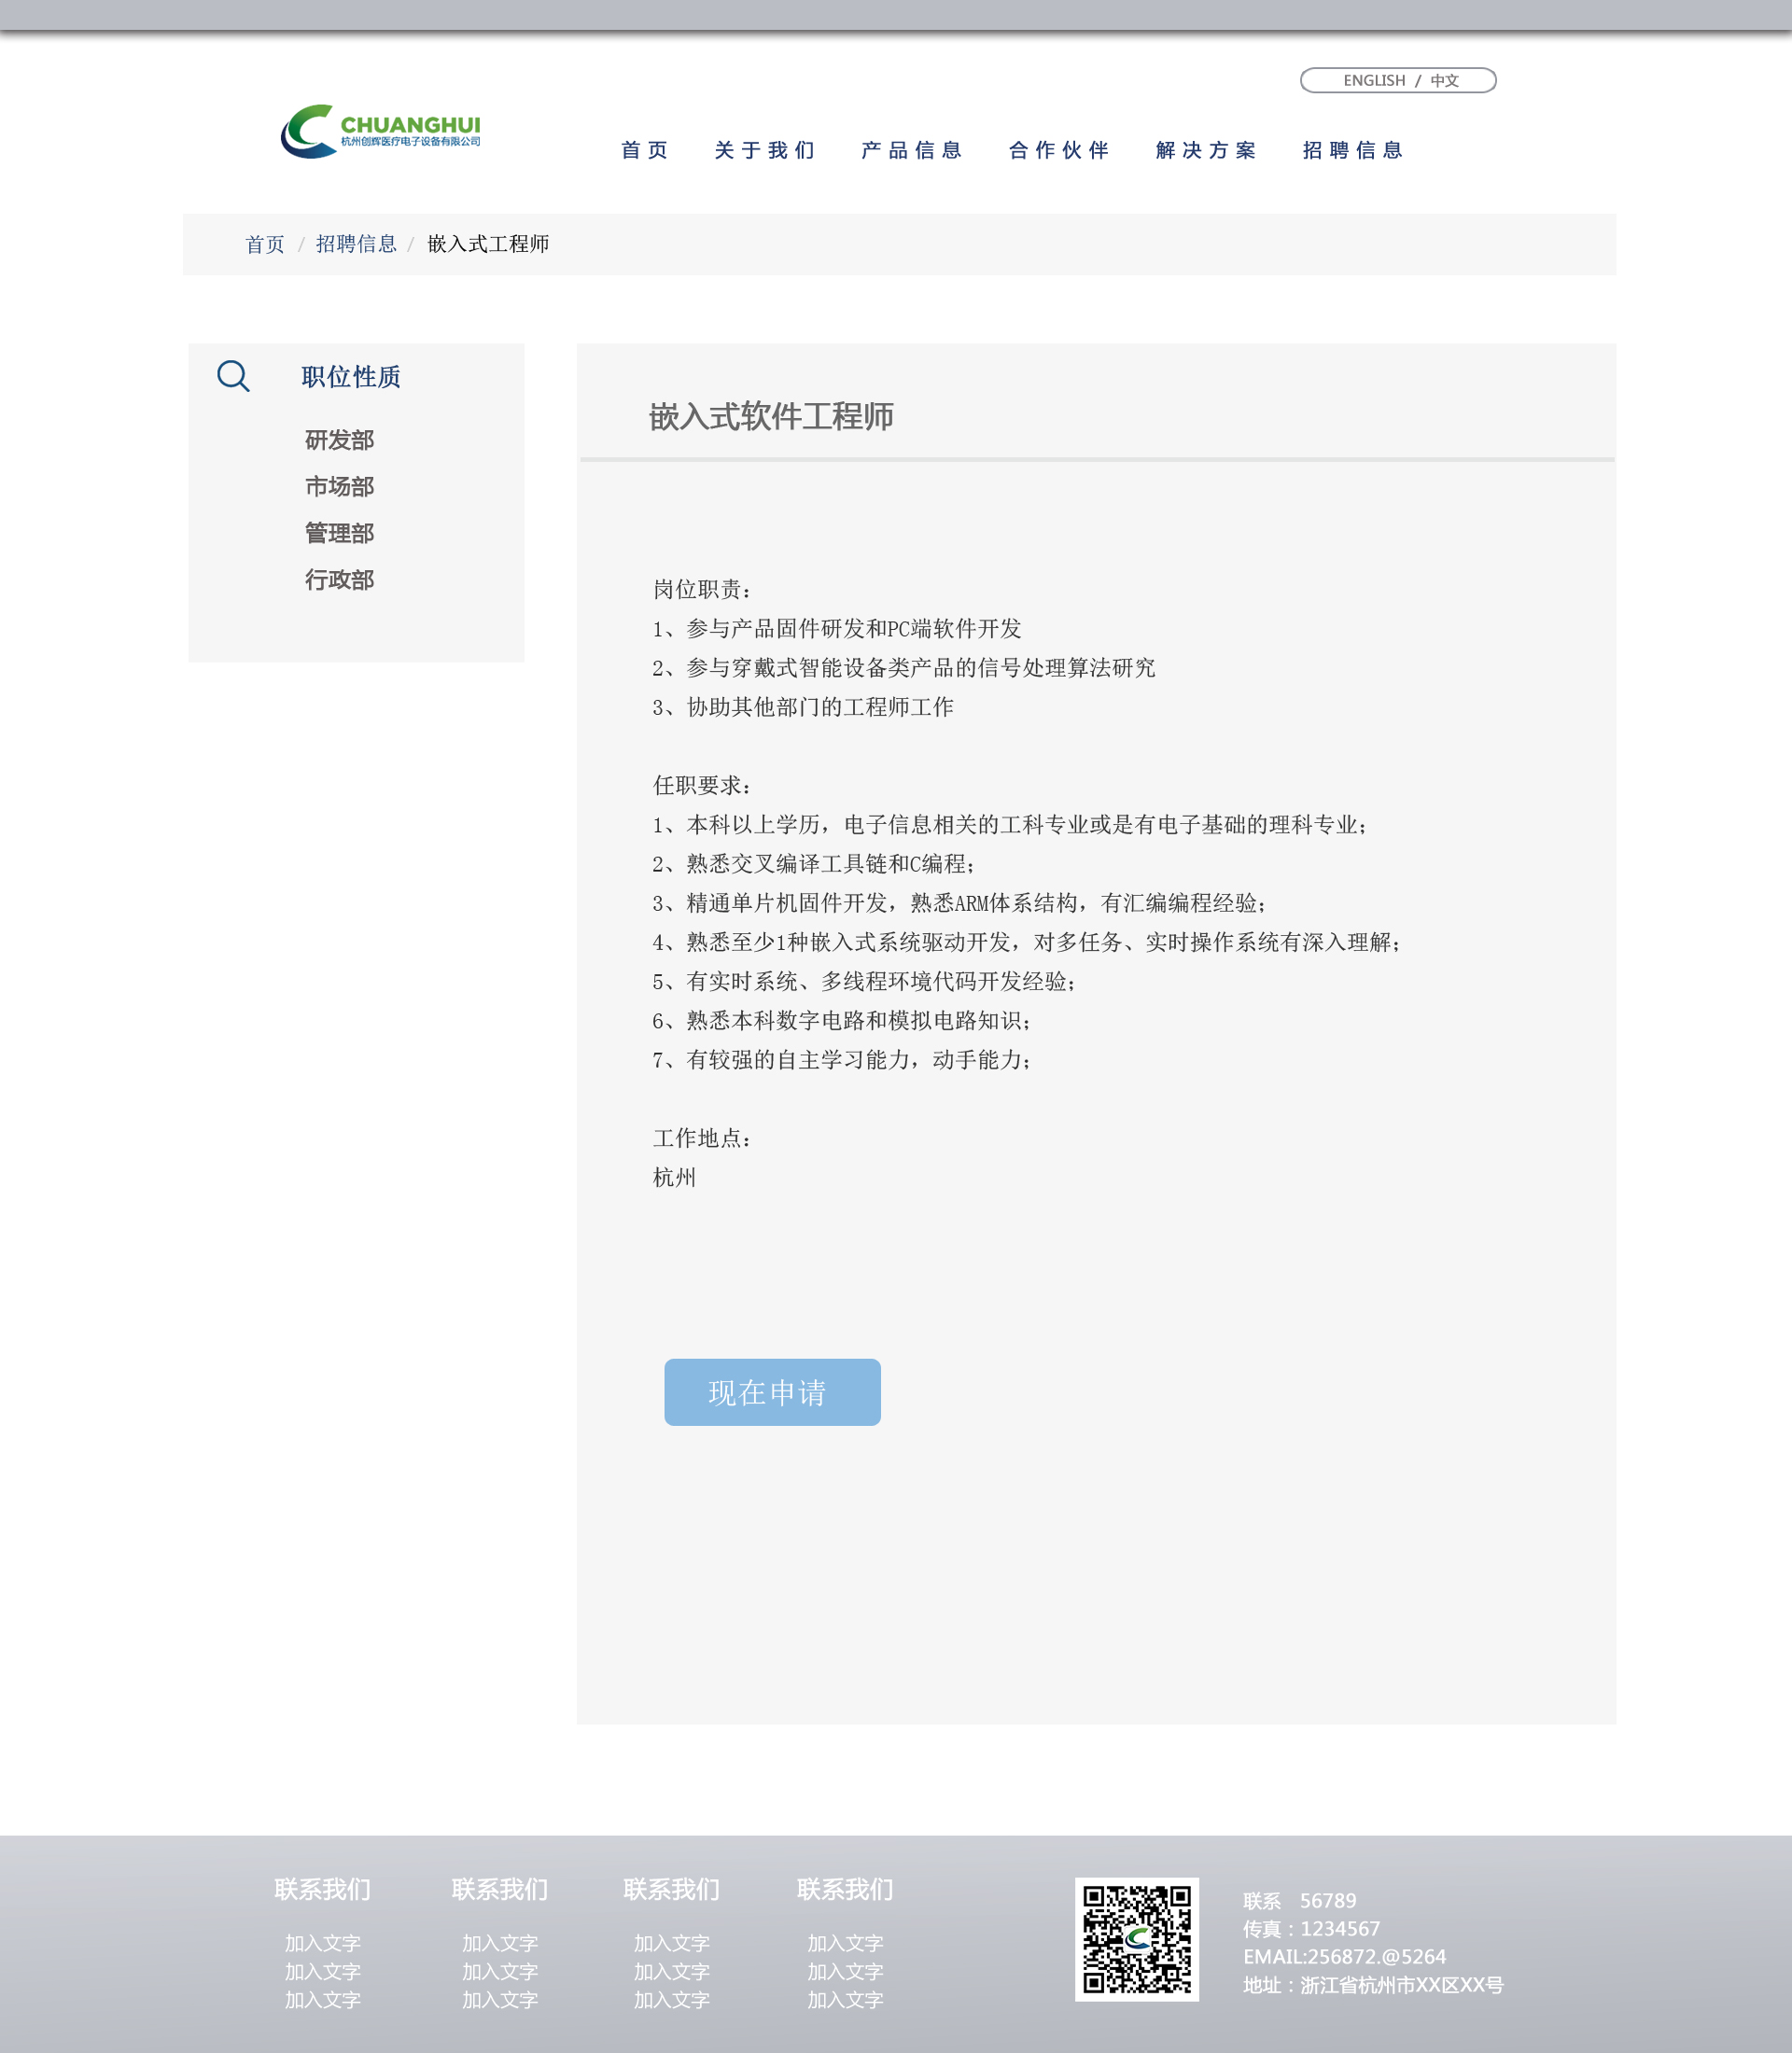 ENGLISH / 中文
CHUANGHUI
杭州创辉医疗电子设备有限公司
首页 关于我们 产品信息 合作伙伴 解决方案 招聘信息
首页 / 招聘信息 / 嵌入式工程师
职位性质
研发部
市场部
管理部
行政部
嵌入式软件工程师
岗位职责：
1、参与产品固件研发和PC端软件开发
2、参与穿戴式智能设备类产品的信号处理算法研究
3、协助其他部门的工程师工作
任职要求：
1、本科以上学历，电子信息相关的工科专业或是有电子基础的理科专业；
2、熟悉交叉编译工具链和C编程；
3、精通单片机固件开发，熟悉ARM体系结构，有汇编编程经验；
4、熟悉至少1种嵌入式系统驱动开发，对多任务、实时操作系统有深入理解；
5、有实时系统、多线程环境代码开发经验；
6、熟悉本科数字电路和模拟电路知识；
7、有较强的自主学习能力，动手能力；
工作地点：
杭州
现在申请
联系我们 联系我们 联系我们 联系我们
加入文字 加入文字 加入文字 加入文字
加入文字 加入文字 加入文字 加入文字
加入文字 加入文字 加入文字 加入文字
联系 56789
传真：1234567
EMAIL:256872.@5264
地址：浙江省杭州市XX区XX号